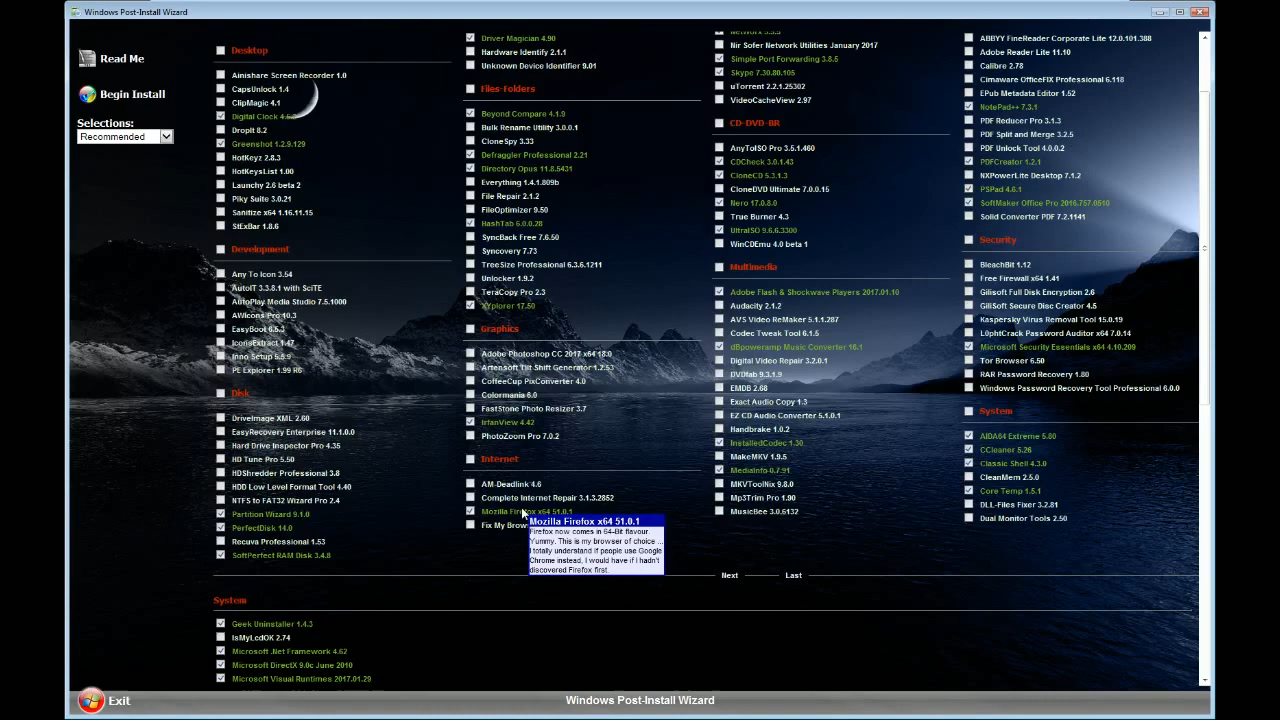 Windows Post-Install Wizard
Read Me
Begin Install
Selections:
Recommended
Desktop
Ainishare Screen Recorder 1.0
CapsUnlock 1.4
ClipMagic 4.1
Digital Clock
DropIt 8.2
Greenshot 1.2.9.129
HotKeyz 2.8.3
HotKeysList 1.00
Launchy 2.6 beta 2
Piky Suite 3.0.21
Sanitize x64 1.16.11.15
StExBar 1.8.6
Development
Any To Icon 3.54
AutoIT 3.3.8.1 with SciTE
AutoPlay Media Studio 7.5.1000
AWIcons Pro 10.3
EasyBoot 6.5.3
IconsExtract 1.47
Inno Setup 5.5.9
PE Explorer 1.99 R6
Disk
DriveImage XML 2.60
EasyRecovery Enterprise 11.1.0.0
Hard Drive Inspector Pro 4.35
HD Tune Pro 5.50
HDShredder Professional 3.8
HDD Low Level Format Tool 4.40
NTFS to FAT32 Wizard Pro 2.4
Partition Wizard 9.1.0
PerfectDisk 14.0
Recuva Professional 1.53
SoftPerfect RAM Disk 3.4.8
Driver Magician 4.90
Hardware Identify 2.1.1
Unknown Device Identifier 9.01
Files-Folders
Beyond Compare 4.1.9
Bulk Rename Utility 3.0.0.1
CloneSpy 3.33
Defraggler Professional 2.21
Directory Opus 11.8.5431
Everything 1.4.1.809b
File Repair 2.1.2
FileOptimizer 9.50
HashTab 6.0.0.28
SyncBack Free 7.6.50
Syncovery 7.73
TreeSize Professional 6.3.6.1211
Unlocker 1.9.2
TeraCopy Pro 2.3
XYplorer 17.50
Graphics
Adobe Photoshop CC 2017 x64 18.0
Artensoft Tilt Shift Generator 1.2.53
CoffeeCup PixConverter 4.0
Colormania 6.0
FastStone Photo Resizer 3.7
IrfanView 4.42
PhotoZoom Pro 7.0.2
Internet
AM-Deadlink 4.6
Complete Internet Repair 3.1.3.2852
Mozilla Firefox x64 51.0.1
Fix My Brow
Mozilla Firefox x64 51.0.1
Firefox now comes in 64-Bit flavour.
Yummy. This is my browser of choice ...
I totally understand if people use Google
Chrome instead, I would have if I hadn't
discovered Firefox first.
NetWorx 5.5.5
Nir Sofer Network Utilities January 2017
Simple Port Forwarding 3.8.5
Skype 7.30.80.105
uTorrent 2.2.1.25302
VideoCacheView 2.97
CD-DVD-BR
AnyToISO Pro 3.5.1.460
CDCheck 3.0.1.43
CloneCD 5.3.1.3
CloneDVD Ultimate 7.0.0.15
Nero 17.0.8.0
True Burner 4.3
UltraISO 9.6.6.3300
WinCDEmu 4.0 beta 1
Multimedia
Adobe Flash & Shockwave Players 2017.01.10
Audacity 2.1.2
AVS Video ReMaker 5.1.1.287
Codec Tweak Tool 6.1.5
dBpoweramp Music Converter 16.1
Digital Video Repair 3.2.0.1
DVDfab 9.3.1.9
EMDB 2.68
Exact Audio Copy 1.3
EZ CD Audio Converter 5.1.0.1
Handbrake 1.0.2
InstalledCodec 1.30
MakeMKV 1.9.5
MediaInfo 0.7.91
MKVToolNix 9.8.0
Mp3Trim Pro 1.90
MusicBee 3.0.6132
ABBYY FineReader Corporate Lite 12.0.101.388
Adobe Reader Lite 11.10
Calibre 2.78
Cimaware OfficeFIX Professional 6.118
EPub Metadata Editor 1.52
NotePad++ 7.3.1
PDF Reducer Pro 3.1.3
PDF Split and Merge 3.2.5
PDF Unlock Tool 4.0.0.2
NXPowerLite Desktop 7.1.2
PDFCreator 1.2.1
PSPad 4.6.1
SoftMaker Office Pro 2016.757.0510
Solid Converter PDF 7.2.1141
Security
BleachBit 1.12
Free Firewall x64 1.41
Gilisoft Full Disk Encryption 2.6
GiliSoft Secure Disc Creator 4.5
Kaspersky Virus Removal Tool 15.0.19
L0phtCrack Password Auditor x64 7.0.14
Microsoft Security Essentials x64 4.10.209
Tor Browser 6.50
RAR Password Recovery 1.80
Windows Password Recovery Tool Professional 6.0.0
System
AIDA64 Extreme 5.80
CCleaner 5.26
Classic Shell 4.3.0
CleanMem 2.5.0
Core Temp 1.5.1
DLL-Files Fixer 3.2.81
Dual Monitor Tools 2.50
Next
Last
System
Geek Uninstaller 1.4.3
IsMyLcdOK 2.74
Microsoft .Net Framework 4.62
Microsoft DirectX 9.0c June 2010
Microsoft Visual Runtimes 2017.01.29
Exit
Windows Post-Install Wizard